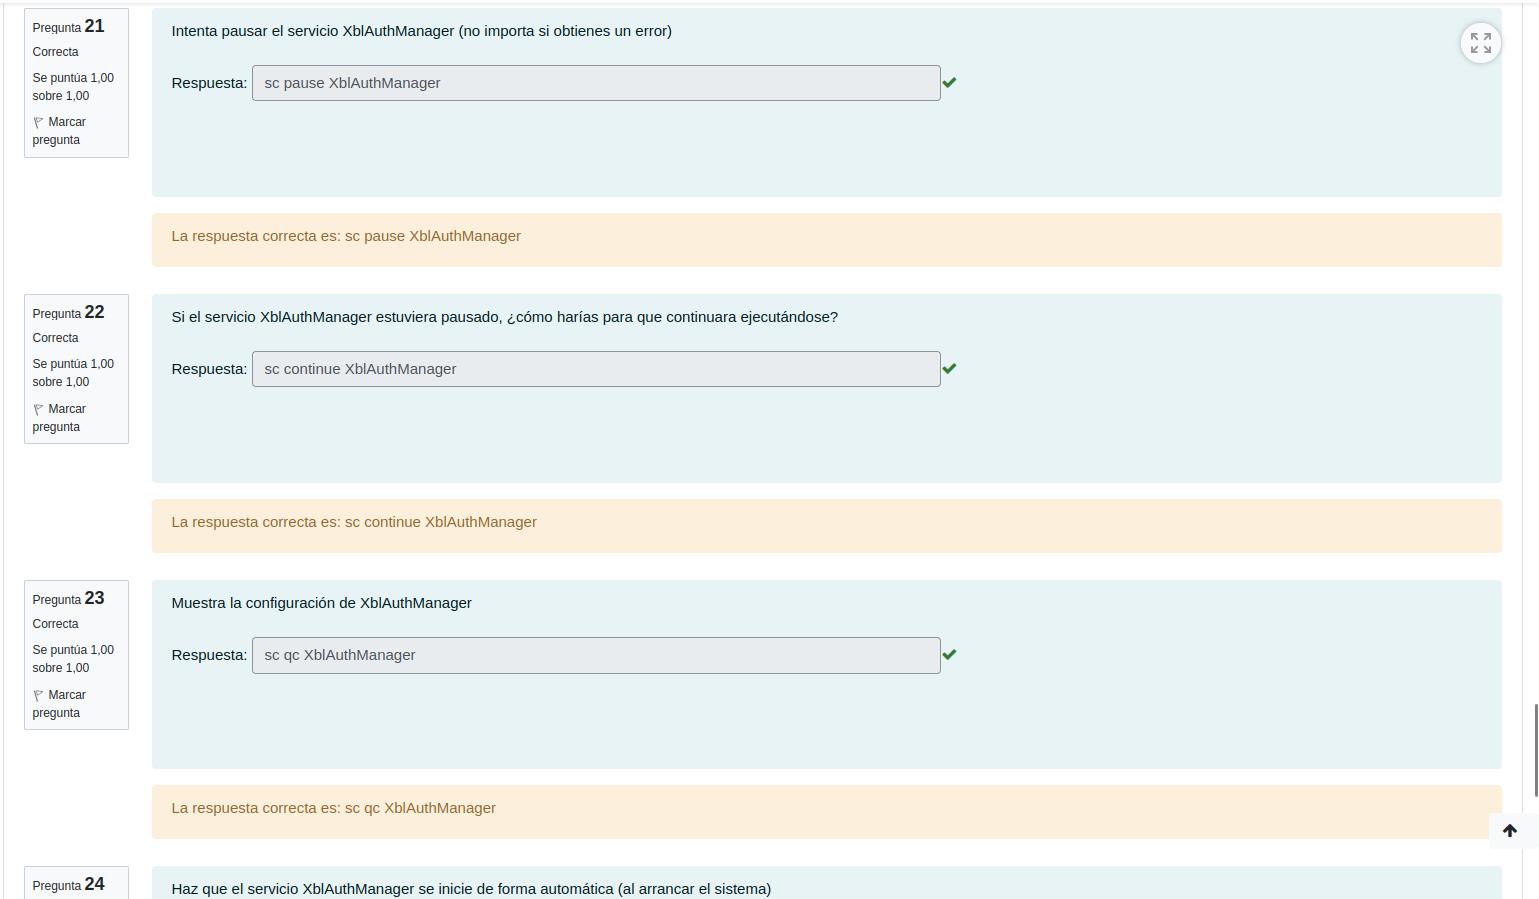 Pregunta 21
Correcta
Se puntúa 1,00
sobre 1,00
Marcar
pregunta
Intenta pausar el servicio XblAuthManager (no importa si obtienes un error)
Respuesta: sc pause XblAuthManager
La respuesta correcta es: sc pause XblAuthManager
Pregunta 22
Correcta
Se puntúa 1,00
sobre 1,00
Marcar
pregunta
Si el servicio XblAuthManager estuviera pausado, ¿cómo harías para que continuara ejecutándose?
Respuesta: sc continue XblAuthManager
La respuesta correcta es: sc continue XblAuthManager
Pregunta 23
Correcta
Se puntúa 1,00
sobre 1,00
Marcar
pregunta
Muestra la configuración de XblAuthManager
Respuesta: sc qc XblAuthManager
La respuesta correcta es: sc qc XblAuthManager
Pregunta 24
Haz que el servicio XblAuthManager se inicie de forma automática (al arrancar el sistema)